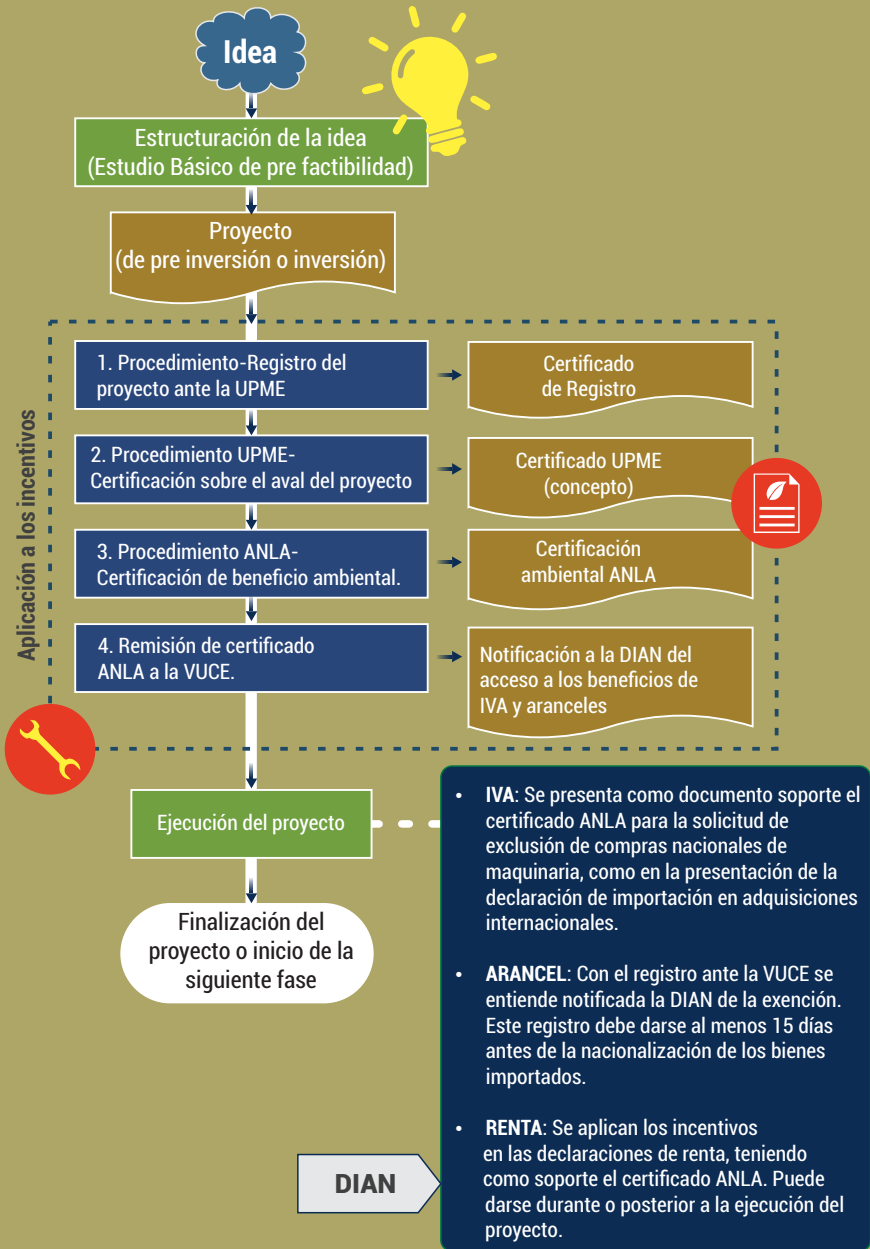 Idea
Estructuración de la idea
(Estudio Básico de pre factibilidad)
Proyecto
(de pre inversión o inversión)
Aplicación a los incentivos
1. Procedimiento-Registro del
proyecto ante la UPME
Certificado
de Registro
2. Procedimiento UPME-
Certificación sobre el aval del proyecto
Certificado UPME
(concepto)
3. Procedimiento ANLA-
Certificación de beneficio ambiental.
Certificación
ambiental ANLA
4. Remisión de certificado
ANLA a la VUCE.
Notificación a la DIAN del
acceso a los beneficios de
IVA y aranceles
Ejecución del proyecto
Finalización del
proyecto o inicio de la
siguiente fase
• IVA: Se presenta como documento soporte el
certificado ANLA para la solicitud de
exclusión de compras nacionales de
maquinaria, como en la presentación de la
declaración de importación en adquisiciones
internacionales.
• ARANCEL: Con el registro ante la VUCE se
entiende notificada la DIAN de la exención.
Este registro debe darse al menos 15 días
antes de la nacionalización de los bienes
importados.
• RENTA: Se aplican los incentivos
en las declaraciones de renta, teniendo
como soporte el certificado ANLA. Puede
darse durante o posterior a la ejecución del
proyecto.
DIAN